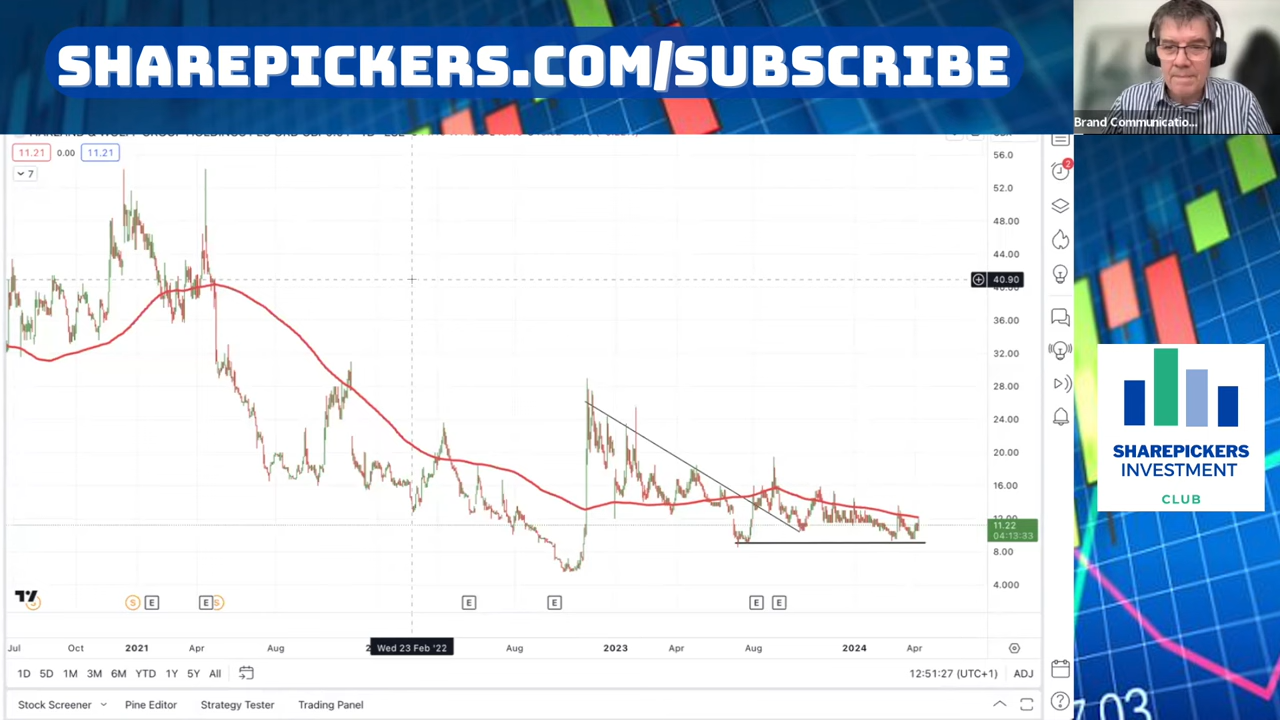 SHAREPICKERS.COM/SUBSCRIBE
Brand Communicatio...
11.21 0.00 11.21
7
56.0
52.0
48.00
44.00
40.90
36.00
32.00
28.00
24.00
20.00
16.00
12.00
11.22
04:13:33
8.00
4.000
2
SHAREPICKERS
INVESTMENT
CLUB
S E E S E E E E
Jul Oct 2021 Apr Aug Wed 23 Feb '22 Aug 2023 Apr Aug 2024 Apr
1D 5D 1M 3M 6M YTD 1Y 5Y All 12:51:27 (UTC+1) ADJ
Stock Screener Pine Editor Strategy Tester Trading Panel